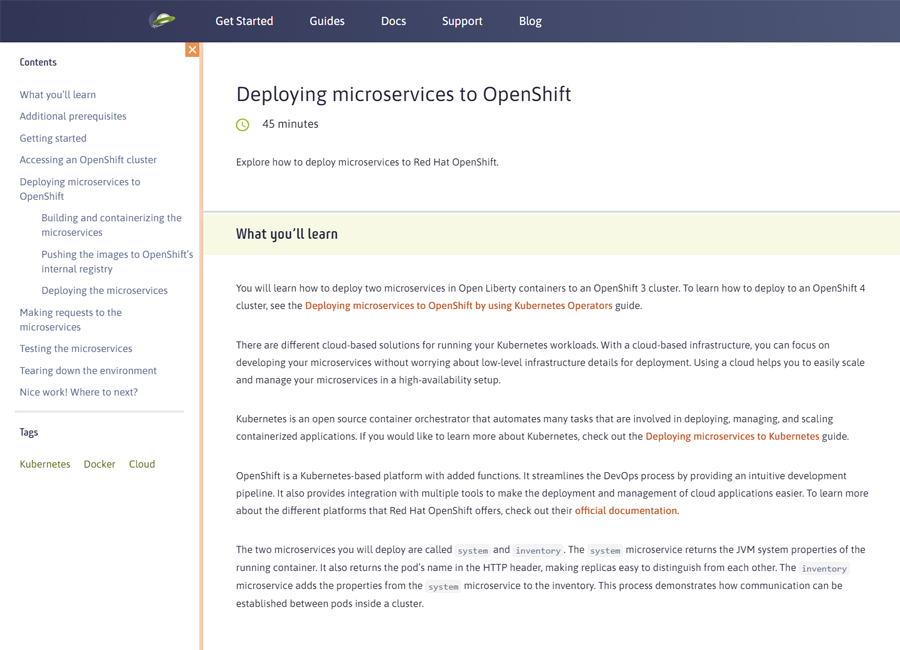 Get Started Guides Docs Support Blog
Contents
What you'll learn
Additional prerequisites
Getting started
Accessing an OpenShift cluster
Deploying microservices to
OpenShift
Building and containerizing the
microservices
Pushing the images to OpenShift's
internal registry
Deploying the microservices
Making requests to the
microservices
Testing the microservices
Tearing down the environment
Nice work! Where to next?
Tags
Kubernetes Docker Cloud
Deploying microservices to OpenShift
45 minutes
Explore how to deploy microservices to Red Hat OpenShift.
What you'll learn
You will learn how to deploy two microservices in Open Liberty containers to an OpenShift 3 cluster. To learn how to deploy to an OpenShift 4
cluster, see the Deploying microservices to OpenShift by using Kubernetes Operators guide.
There are different cloud-based solutions for running your Kubernetes workloads. With a cloud-based infrastructure, you can focus on
developing your microservices without worrying about low-level infrastructure details for deployment. Using a cloud helps you to easily scale
and manage your microservices in a high-availability setup.
Kubernetes is an open source container orchestrator that automates many tasks that are involved in deploying, managing, and scaling
containerized applications. If you would like to learn more about Kubernetes, check out the Deploying microservices to Kubernetes guide.
OpenShift is a Kubernetes-based platform with added functions. It streamlines the DevOps process by providing an intuitive development
pipeline. It also provides integration with multiple tools to make the deployment and management of cloud applications easier. To learn more
about the different platforms that Red Hat OpenShift offers, check out their official documentation.
The two microservices you will deploy are called system and inventory. The system microservice returns the JVM system properties of the
running container. It also returns the pod's name in the HTTP header, making replicas easy to distinguish from each other. The inventory
microservice adds the properties from the system microservice to the inventory. This process demonstrates how communication can be
established between pods inside a cluster.